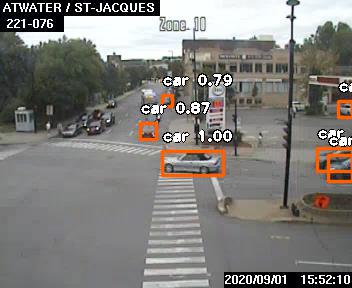 ATWATER / ST-JACQUES
221-076
Zone 10
car 0.79
ca
car 0.87
car 1.00
car
car
2020/09/01 15:52:10